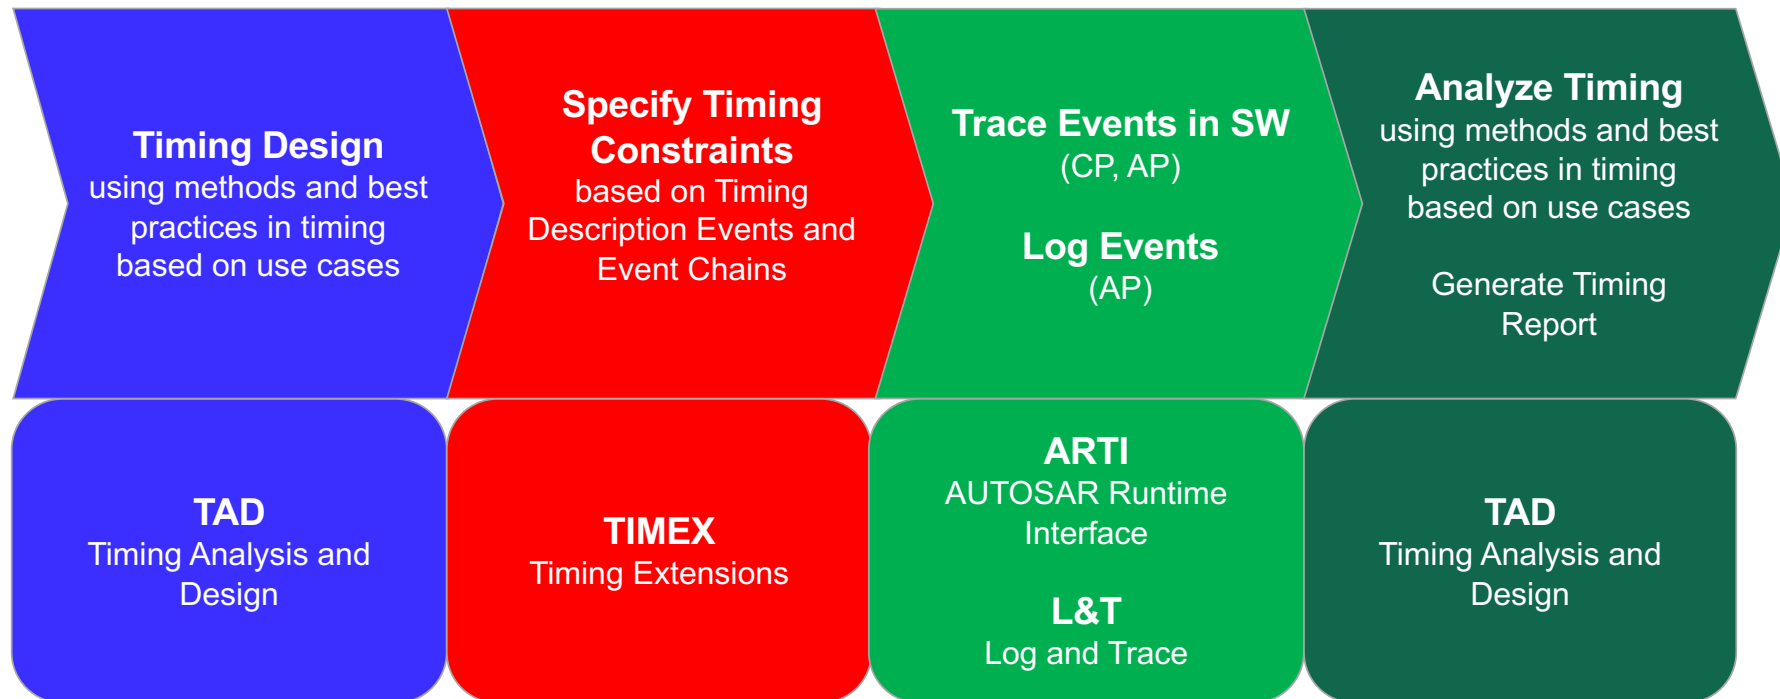 Timing Design
using methods and best
practices in timing
based on use cases
Specify Timing
Constraints
based on Timing
Description Events and
Event Chains
Trace Events in SW
(CP, AP)
Log Events
(AP)
Analyze Timing
using methods and best
practices in timing
based on use cases
Generate Timing
Report
TAD
Timing Analysis and
Design
TIMEX
Timing Extensions
ARTI
AUTOSAR Runtime
Interface
L&T
Log and Trace
TAD
Timing Analysis and
Design